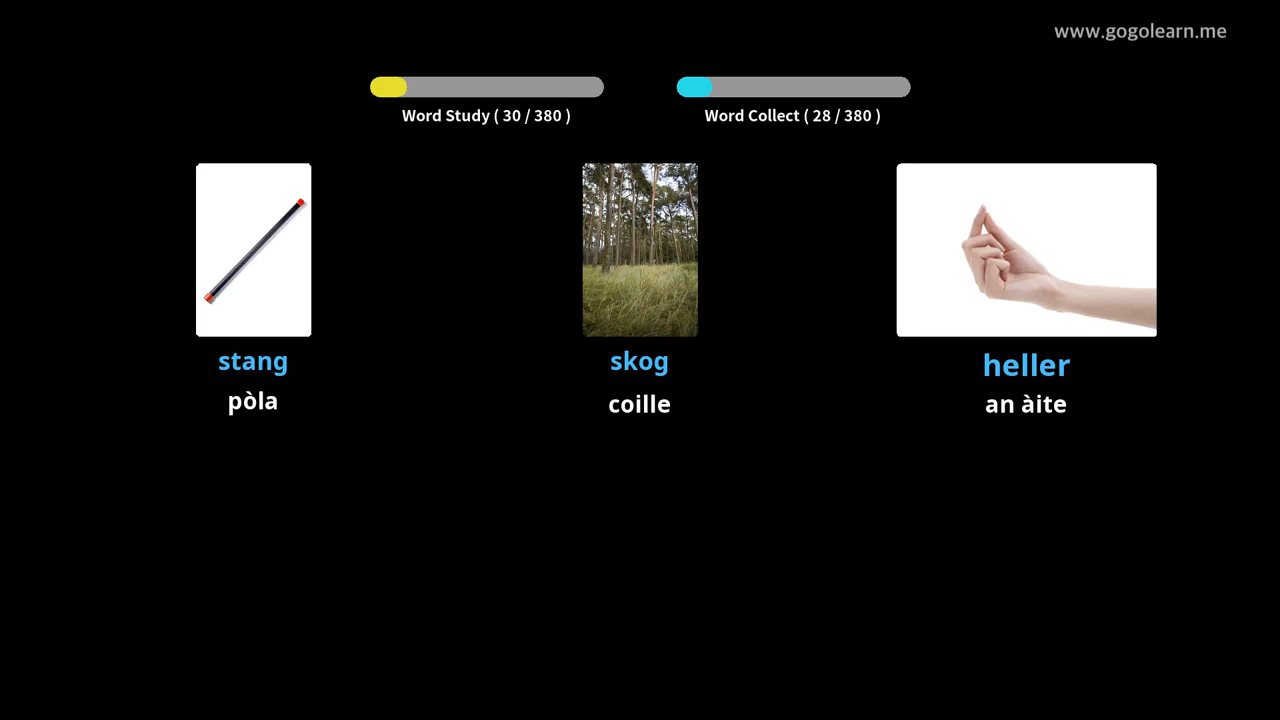 www.gogolearn.me
Word Study ( 30 / 380 )
Word Collect ( 28 / 380 )
stang
pòla
skog
coille
heller
an àite